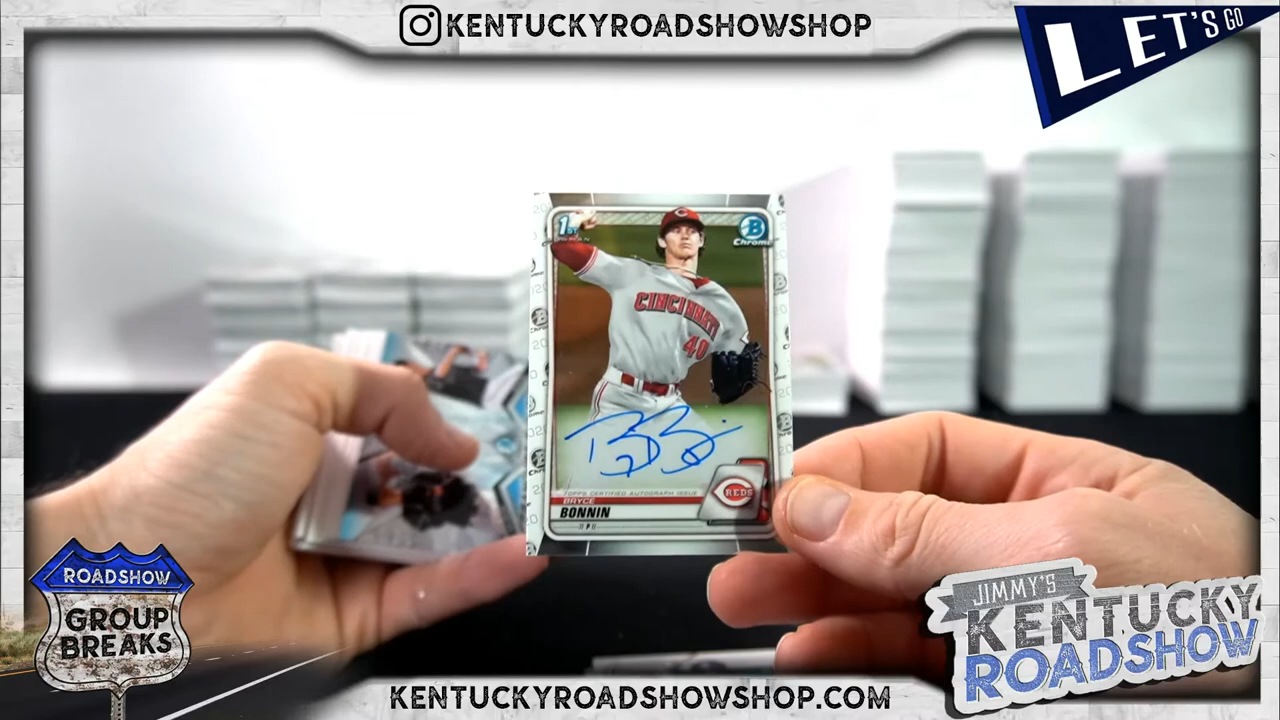 KENTUCKYROADSHOWSHOP
LET'S GO
1st
Chrome
CINCINNATI
40
TOPPS CERTIFIED AUTOGRAPH ISSUE
BRYCE
BONNIN
P
REDS
ROADSHOW
GROUP
BREAKS
JIMMY'S
KENTUCKY
ROADSHOW
KENTUCKYROADSHOWSHOP.COM